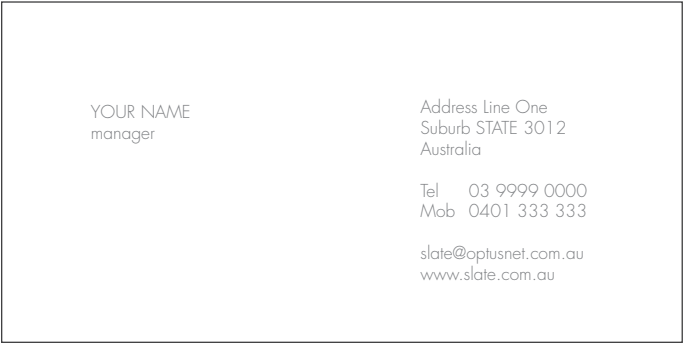 YOUR NAME
manager
Address Line One
Suburb STATE 3012
Australia
Tel 03 9999 0000
Mob 0401 333 333
slate@optusnet.com.au
www.slate.com.au